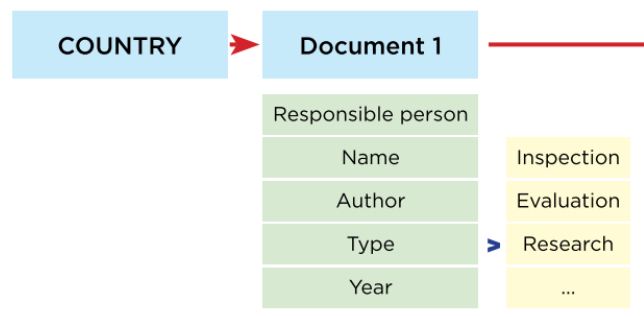 COUNTRY
Document 1
Responsible person
Name
Inspection
Author
Evaluation
Type
>
Research
Year
...